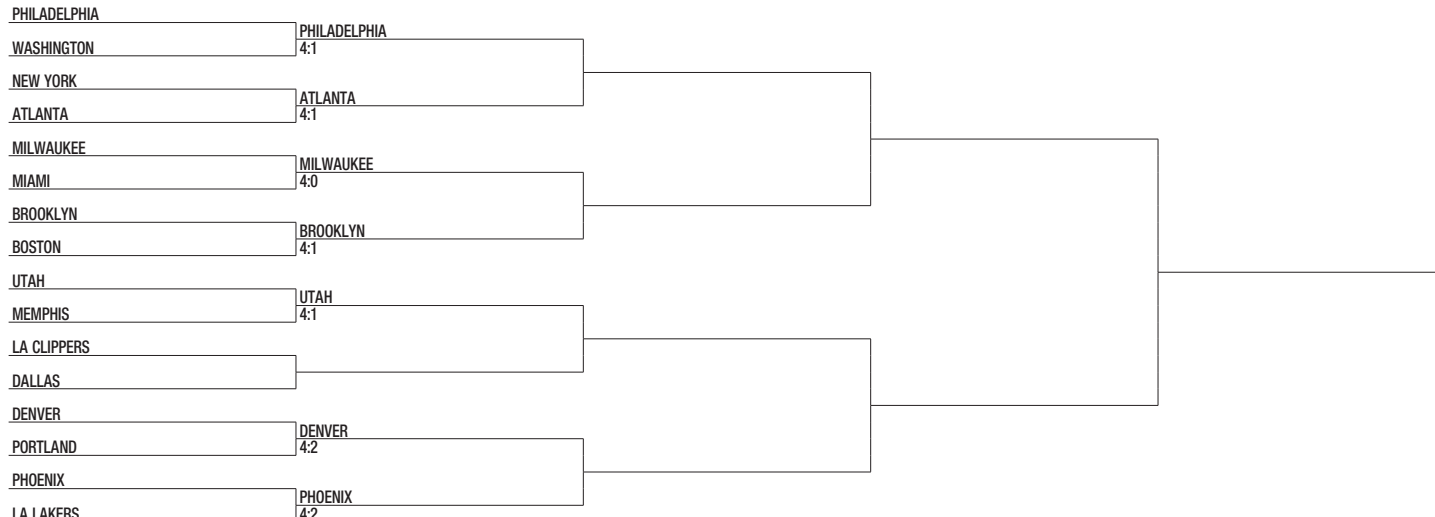 PHILADELPHIA
PHILADELPHIA
WASHINGTON
4:1
NEW YORK
ATLANTA
ATLANTA
4:1
MILWAUKEE
MILWAUKEE
MIAMI
4:0
BROOKLYN
BROOKLYN
BOSTON
4:1
UTAH
UTAH
MEMPHIS
4:1
LA CLIPPERS
DALLAS
DENVER
DENVER
PORTLAND
4:2
PHOENIX
PHOENIX
LA LAKERS
4:2